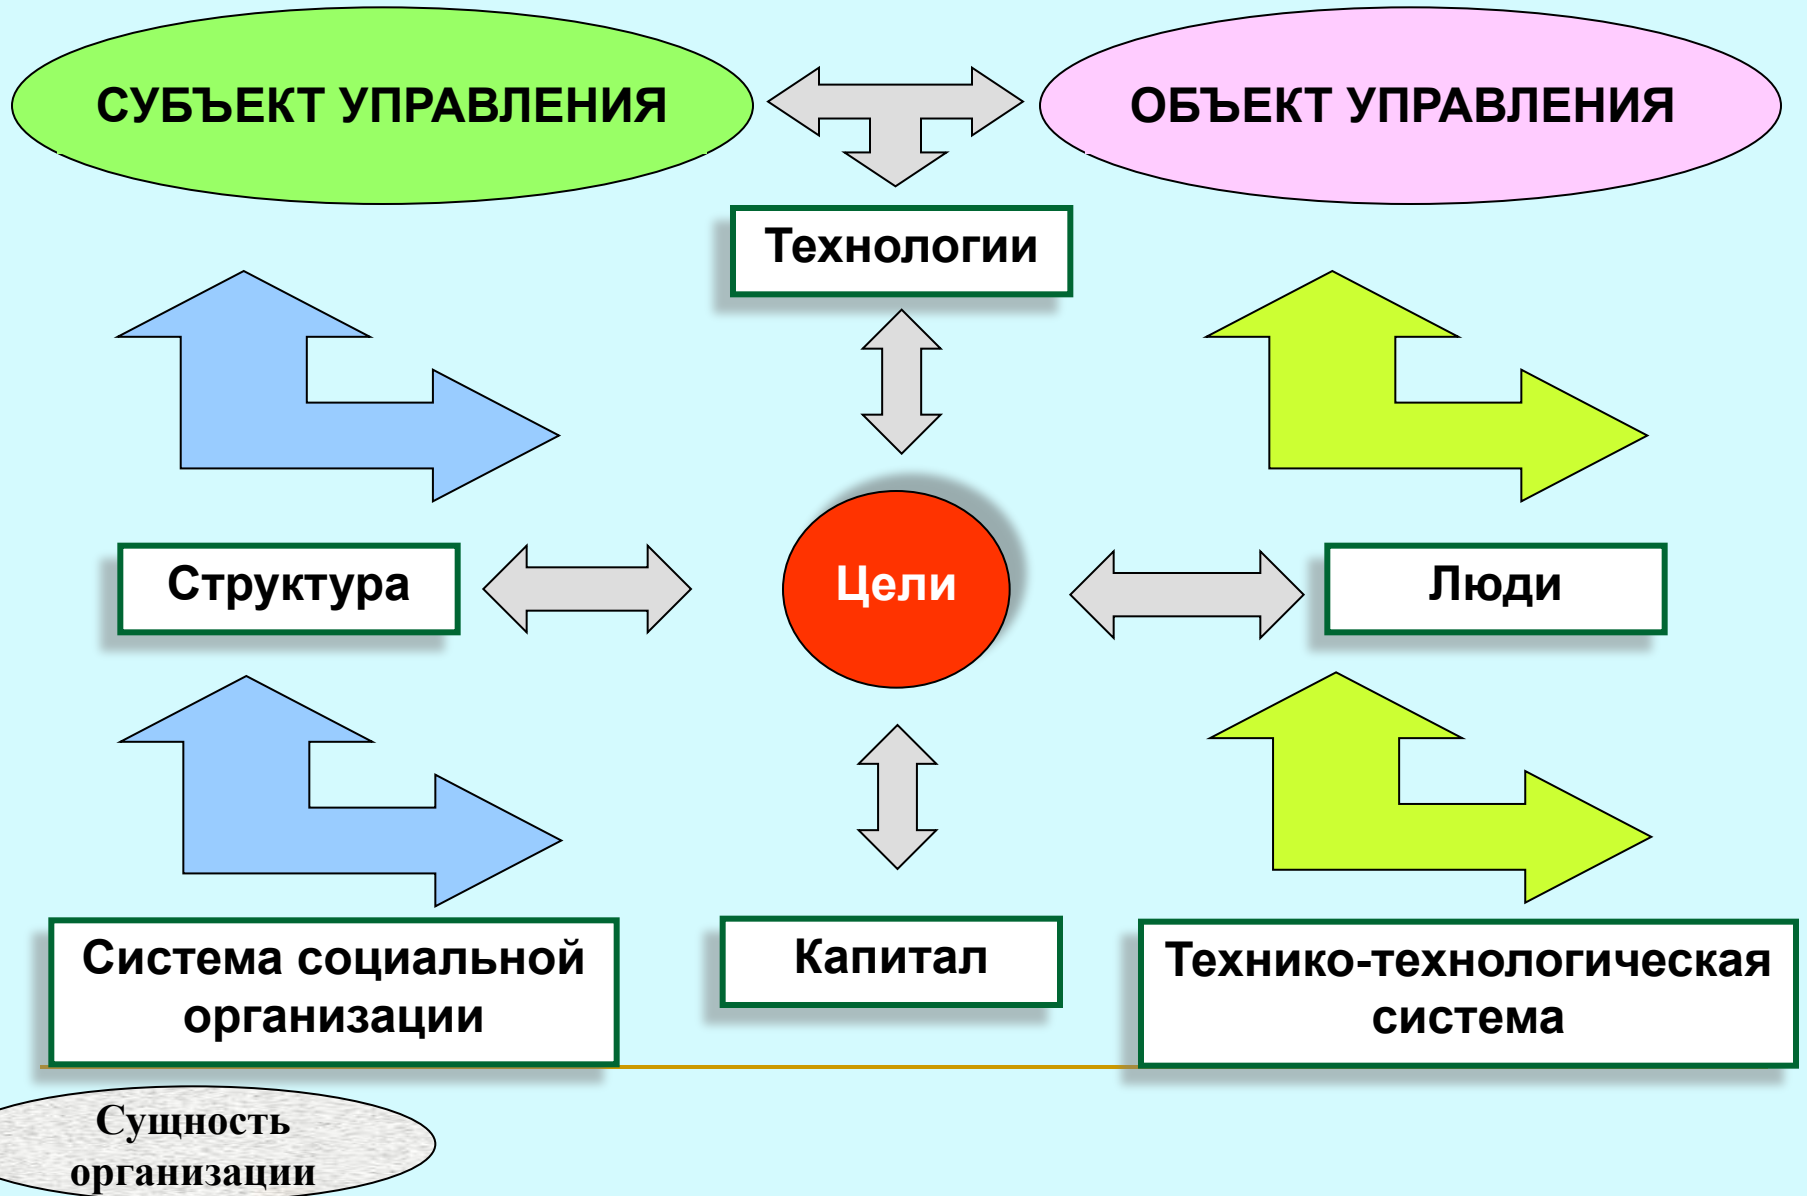 СУБЪЕКТ УПРАВЛЕНИЯ
ОБЪЕКТ УПРАВЛЕНИЯ
Технологии
Структура
Цели
Люди
Система социальной
организации
Капитал
Технико-технологическая
система
Сущность
организации